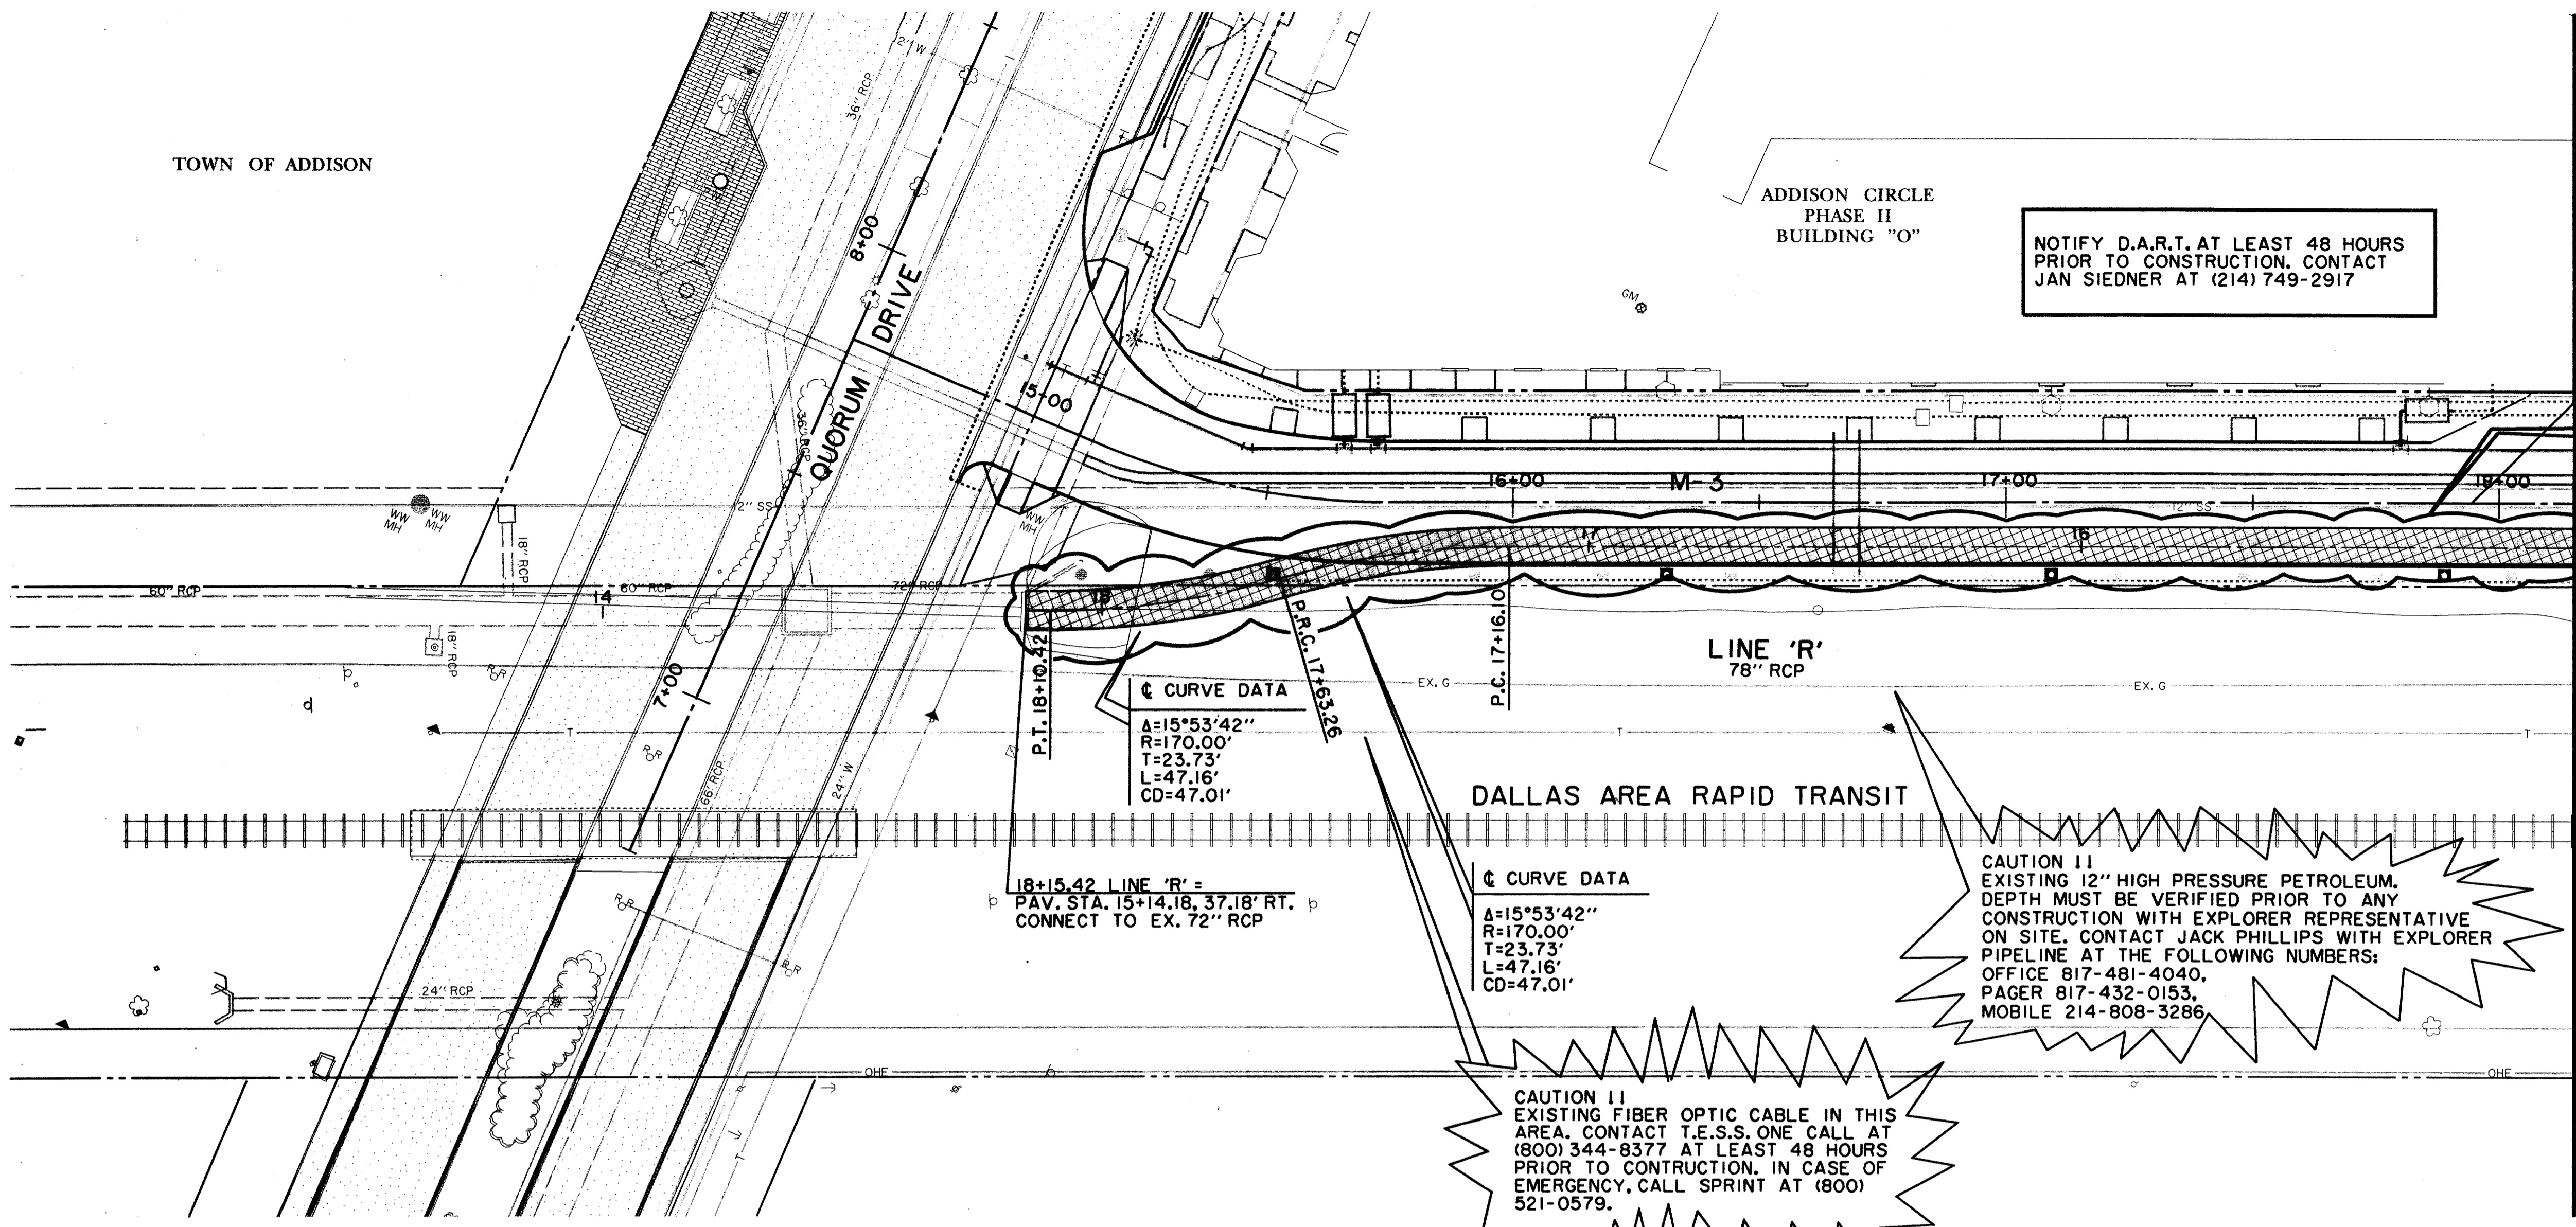 TOWN OF ADDISON
12" W
36" RCP
8+00
QUORUM DRIVE
36" RCP
15+00
ADDISON CIRCLE
PHASE II
BUILDING "O"
NOTIFY D.A.R.T. AT LEAST 48 HOURS
PRIOR TO CONSTRUCTION. CONTACT
JAN SIEDNER AT (214) 749-2917
GM
16+00
M-3
17+00
18+00
12" SS
12" SS
WW
MH
WW
MH
WW
MH
18" RCP
17
16
60" RCP
14
60" RCP
72" RCP
18
18" RCP
7+00
P.T. 18+10.42
P.R.C. 17+63.26
P.C. 17+16.10
LINE 'R'
78" RCP
EX. G
EX. G
℄ CURVE DATA
Δ=15°53'42"
R=170.00'
T=23.73'
L=47.16'
CD=47.01'
T
T
T
66" RCP
24" W
DALLAS AREA RAPID TRANSIT
18+15.42 LINE 'R' =
PAV. STA. 15+14.18, 37.18' RT.
CONNECT TO EX. 72" RCP
℄ CURVE DATA
Δ=15°53'42"
R=170.00'
T=23.73'
L=47.16'
CD=47.01'
CAUTION !!
EXISTING 12" HIGH PRESSURE PETROLEUM.
DEPTH MUST BE VERIFIED PRIOR TO ANY
CONSTRUCTION WITH EXPLORER REPRESENTATIVE
ON SITE. CONTACT JACK PHILLIPS WITH EXPLORER
PIPELINE AT THE FOLLOWING NUMBERS:
OFFICE 817-481-4040,
PAGER 817-432-0153,
MOBILE 214-808-3286
24" RCP
OHE
OHE
CAUTION !!
EXISTING FIBER OPTIC CABLE IN THIS
AREA. CONTACT T.E.S.S. ONE CALL AT
(800) 344-8377 AT LEAST 48 HOURS
PRIOR TO CONTRUCTION. IN CASE OF
EMERGENCY, CALL SPRINT AT (800)
521-0579.